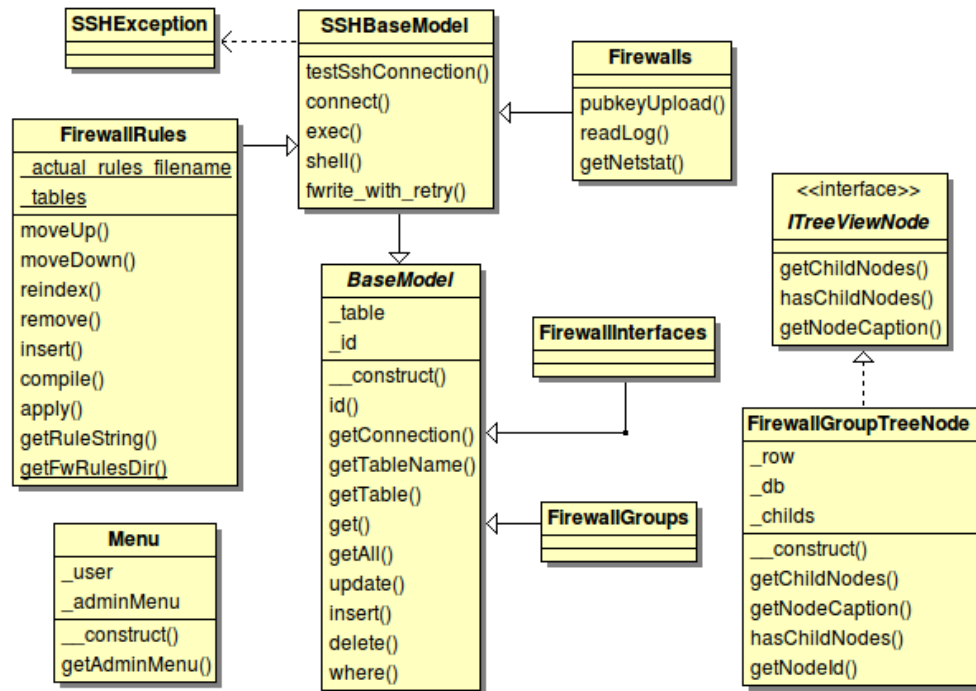 SSHException
SSHBaseModel
testSshConnection()
connect()
exec()
shell()
fwrite_with_retry()
Firewalls
pubkeyUpload()
readLog()
getNetstat()
FirewallRules
_actual_rules_filename
_tables
moveUp()
moveDown()
reindex()
remove()
insert()
compile()
apply()
getRuleString()
getFwRulesDir()
<<interface>>
ITreeViewNode
getChildNodes()
hasChildNodes()
getNodeCaption()
BaseModel
_table
_id
__construct()
id()
getConnection()
getTableName()
getTable()
get()
getAll()
update()
insert()
delete()
where()
FirewallInterfaces
FirewallGroups
FirewallGroupTreeNode
_row
_db
_childs
__construct()
getChildNodes()
getNodeCaption()
hasChildNodes()
getNodeId()
Menu
_user
_adminMenu
__construct()
getAdminMenu()